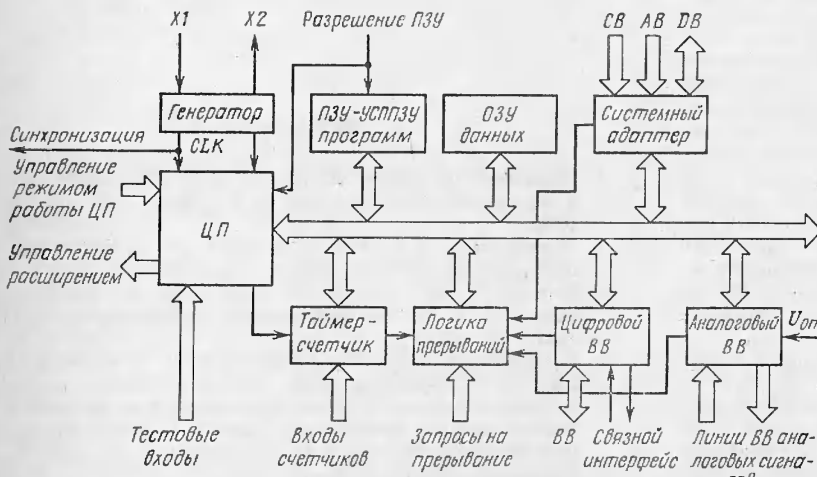 X1
X2
Разрешение ПЗУ
CB
AB
DB
Генератор
ПЗУ-УСППЗУ
программ
ОЗУ
данных
Системный
адаптер
Синхронизация
CLK
Управление
режимом
работы ЦП
ЦП
Управление
расширением
Таймер-
счетчик
Логика
прерываний
Цифровой
ВВ
Аналоговый
ВВ
Uоп
Тестовые
входы
Входы
счетчиков
Запросы на
прерывание
ВВ
Связной
интерфейс
Линии ВВ ана-
логовых сигна-